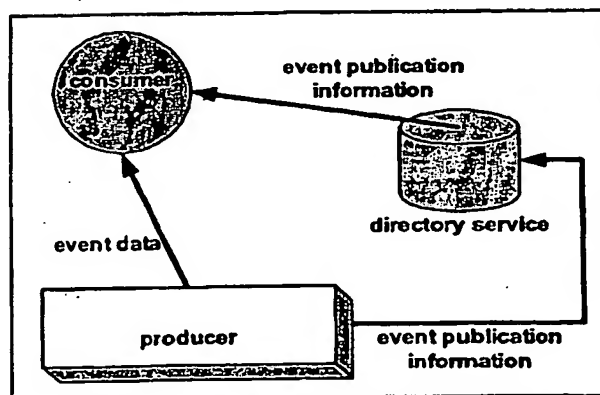 consumer
event publication
information
directory service
event data
producer
event publication
information